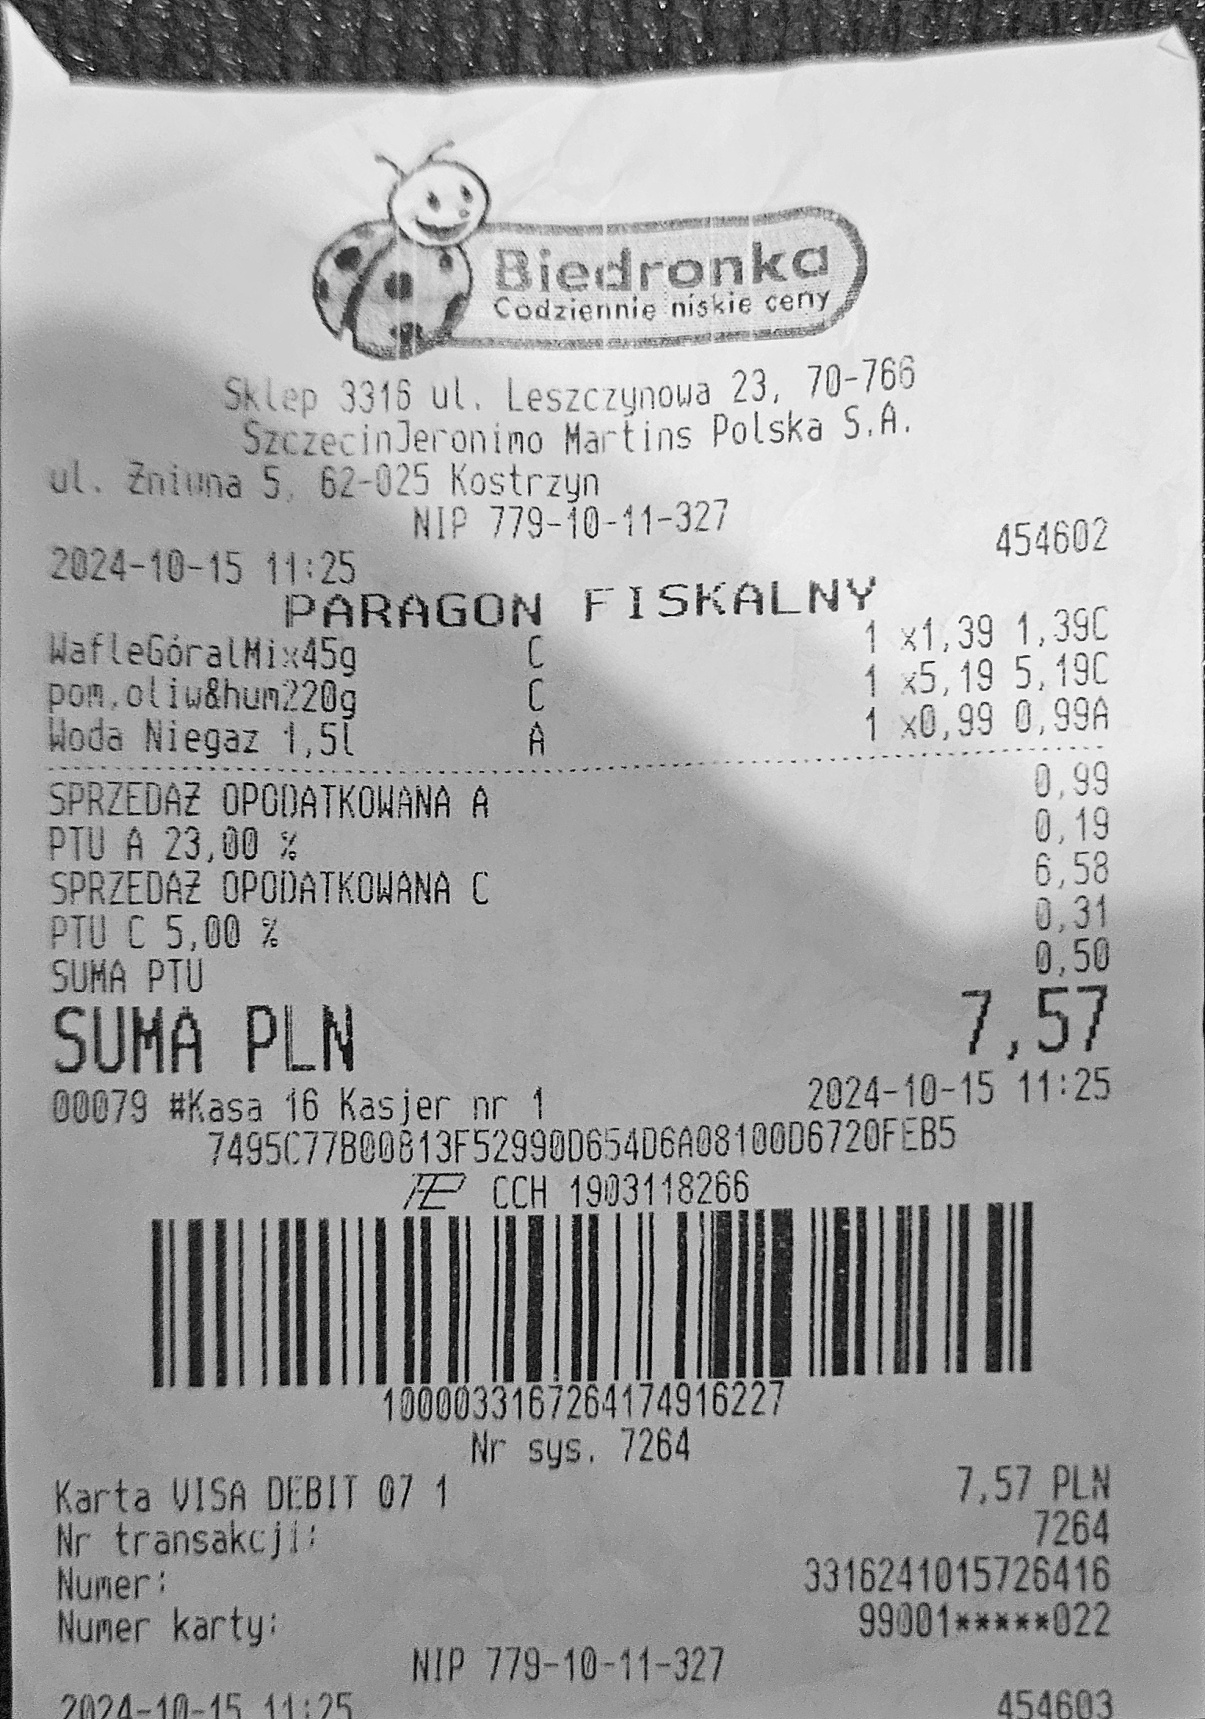 Biedronka
Codziennie niskie ceny
Sklep 3316 ul. Leszczynowa 23, 70-766
SzczecinJeronimo Martins Polska S.A.
ul. Żniwna 5, 62-025 Kostrzyn
NIP 779-10-11-327
2024-10-15 11:25 454602
PARAGON FISKALNY
WafleGóralMix45g C 1 x1,39 1,39C
pom,oliw&hum220g C 1 x5,19 5,19C
Woda Niegaz 1,5l A 1 x0,99 0,99A
SPRZEDAŻ OPODATKOWANA A 0,99
PTU A 23,00 % 0,19
SPRZEDAŻ OPODATKOWANA C 6,58
PTU C 5,00 % 0,31
SUMA PTU 0,50
SUMA PLN 7,57
00079 #Kasa 16 Kasjer nr 1 2024-10-15 11:25
7495C77B00813F52990D654D6A08100D6720FEB5
CCH 1903118266
1000033167264174916227
Nr sys. 7264
Karta VISA DEBIT 07 1 7,57 PLN
Nr transakcji: 7264
Numer: 3316241015726416
Numer karty: 99001*****022
NIP 779-10-11-327
2024-10-15 11:25 454603